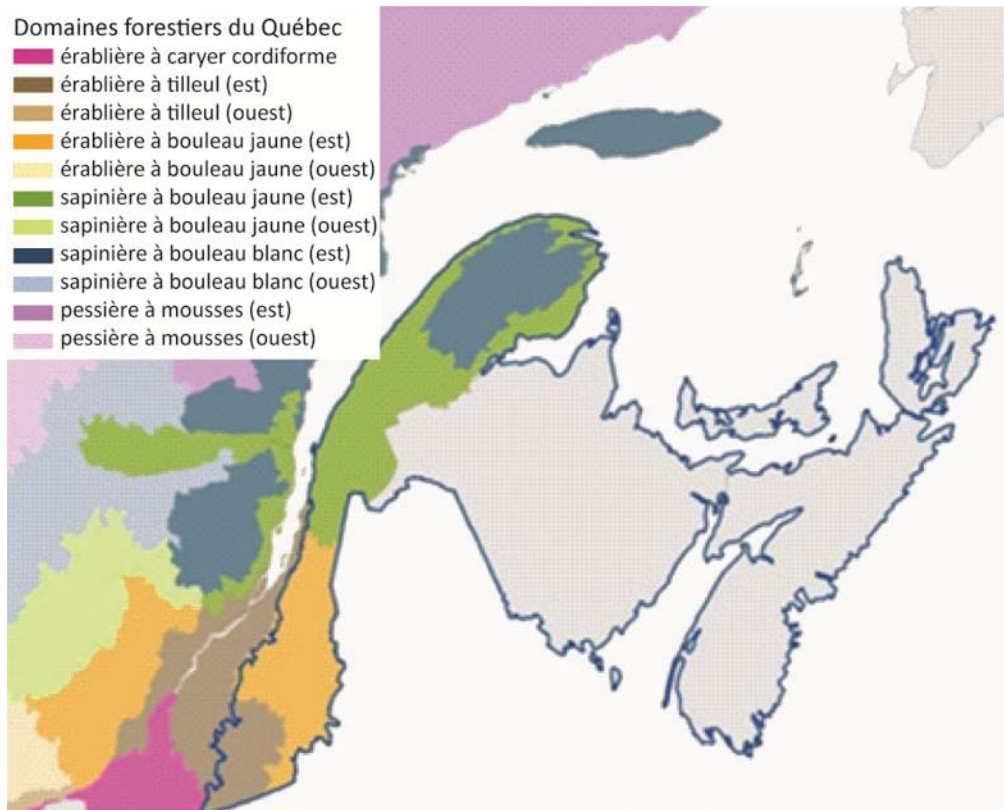 Domaines forestiers du Québec
érablière à caryer cordiforme
érablière à tilleul (est)
érablière à tilleul (ouest)
érablière à bouleau jaune (est)
érablière à bouleau jaune (ouest)
sapinière à bouleau jaune (est)
sapinière à bouleau jaune (ouest)
sapinière à bouleau blanc (est)
sapinière à bouleau blanc (ouest)
pessière à mousses (est)
pessière à mousses (ouest)